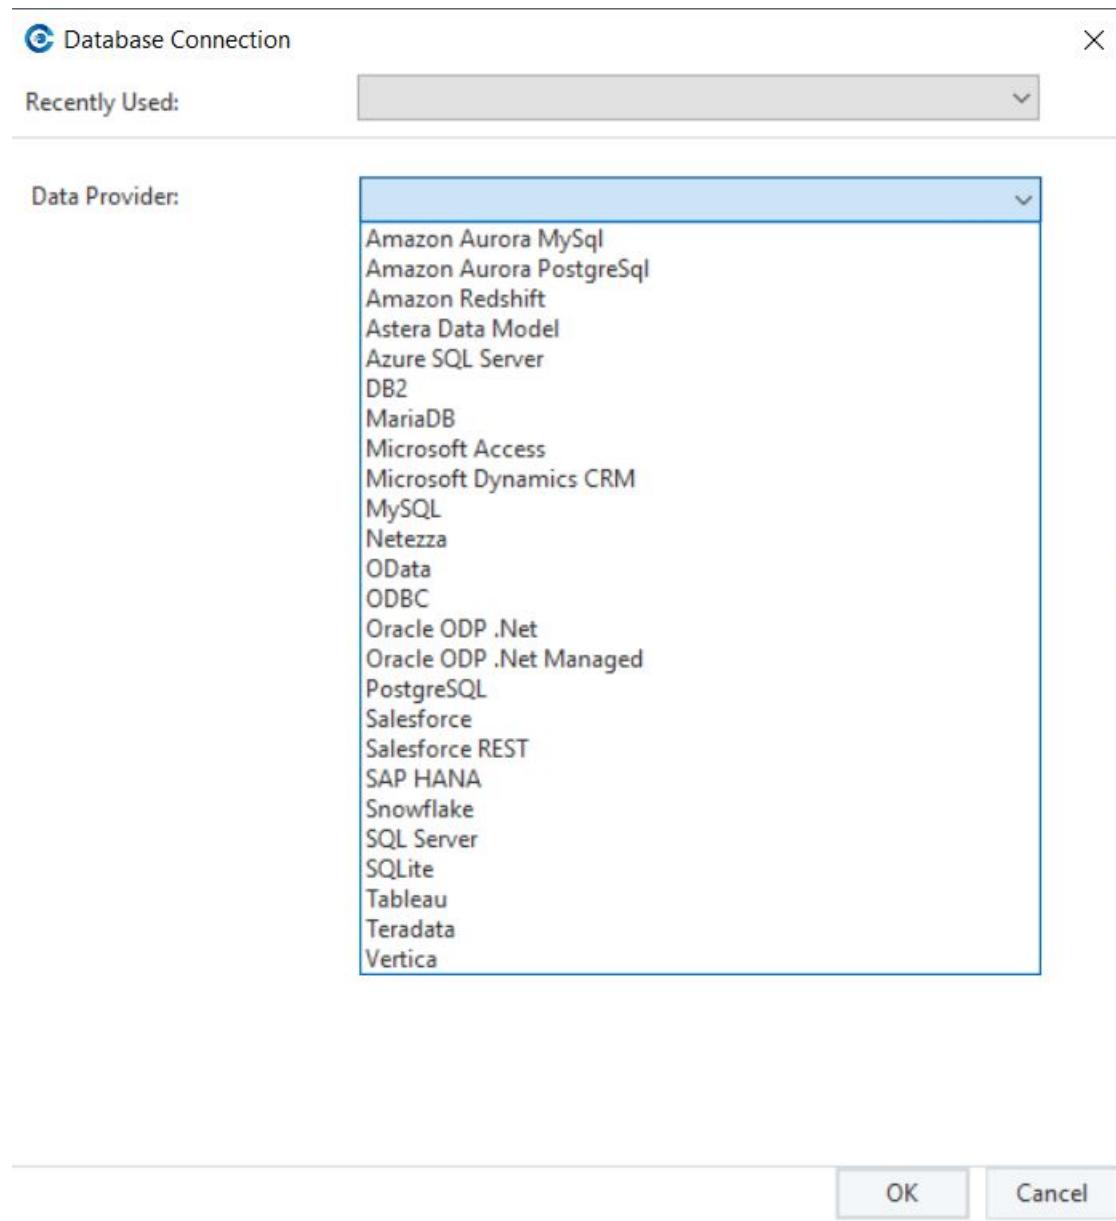 Database Connection
Recently Used:
Data Provider:
Amazon Aurora MySql
Amazon Aurora PostgreSql
Amazon Redshift
Astera Data Model
Azure SQL Server
DB2
MariaDB
Microsoft Access
Microsoft Dynamics CRM
MySQL
Netezza
OData
ODBC
Oracle ODP .Net
Oracle ODP .Net Managed
PostgreSQL
Salesforce
Salesforce REST
SAP HANA
Snowflake
SQL Server
SQLite
Tableau
Teradata
Vertica
OK Cancel